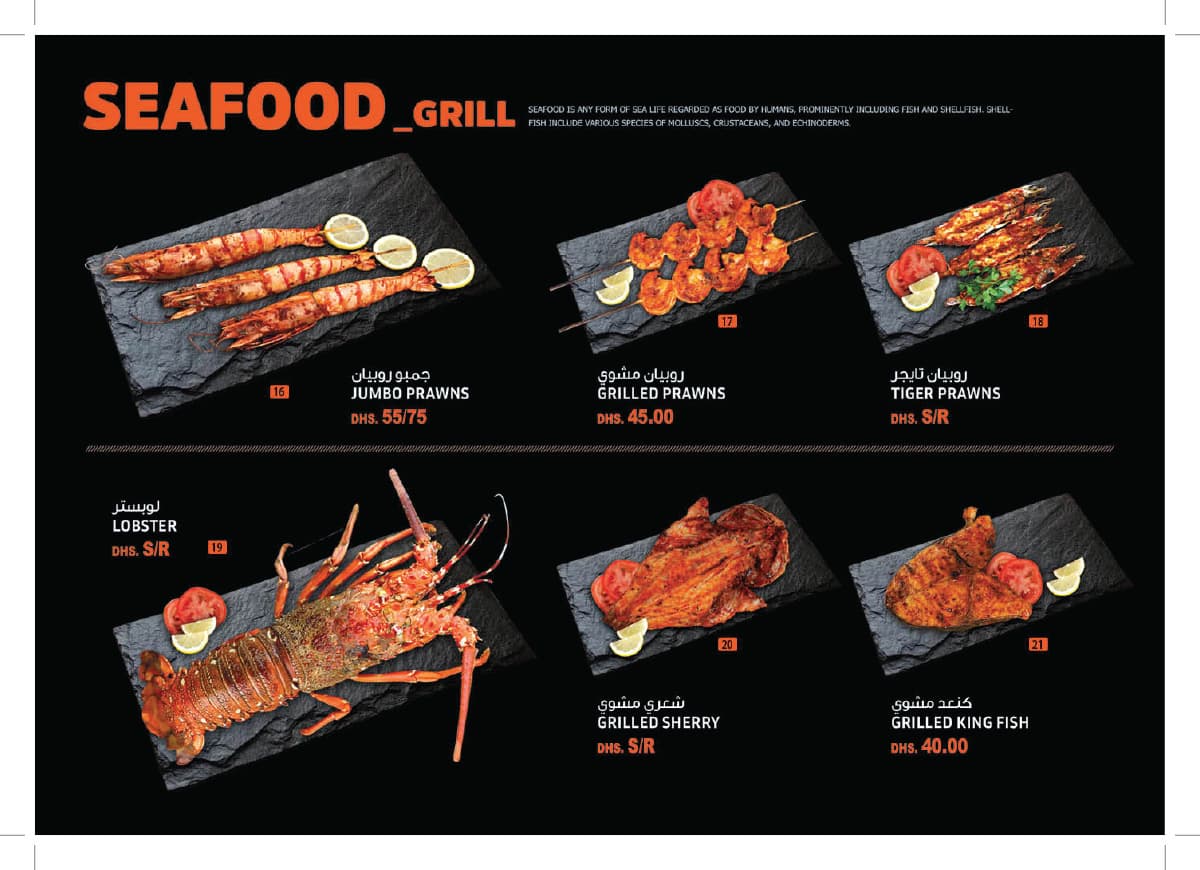 SEAFOOD _GRILL
SEAFOOD IS ANY FORM OF SEA LIFE REGARDED AS FOOD BY HUMANS, PROMINENTLY INCLUDING FISH AND SHELLFISH. SHELL-
FISH INCLUDE VARIOUS SPECIES OF MOLLUSCS, CRUSTACEANS, AND ECHINODERMS.
16
جمبو روبيان
JUMBO PRAWNS
DHS. 55/75
17
روبيان مشوي
GRILLED PRAWNS
DHS. 45.00
18
روبيان تايجر
TIGER PRAWNS
DHS. S/R
لوبستر
LOBSTER
DHS. S/R
19
20
شعري مشوي
GRILLED SHERRY
DHS. S/R
21
كنعد مشوي
GRILLED KING FISH
DHS. 40.00